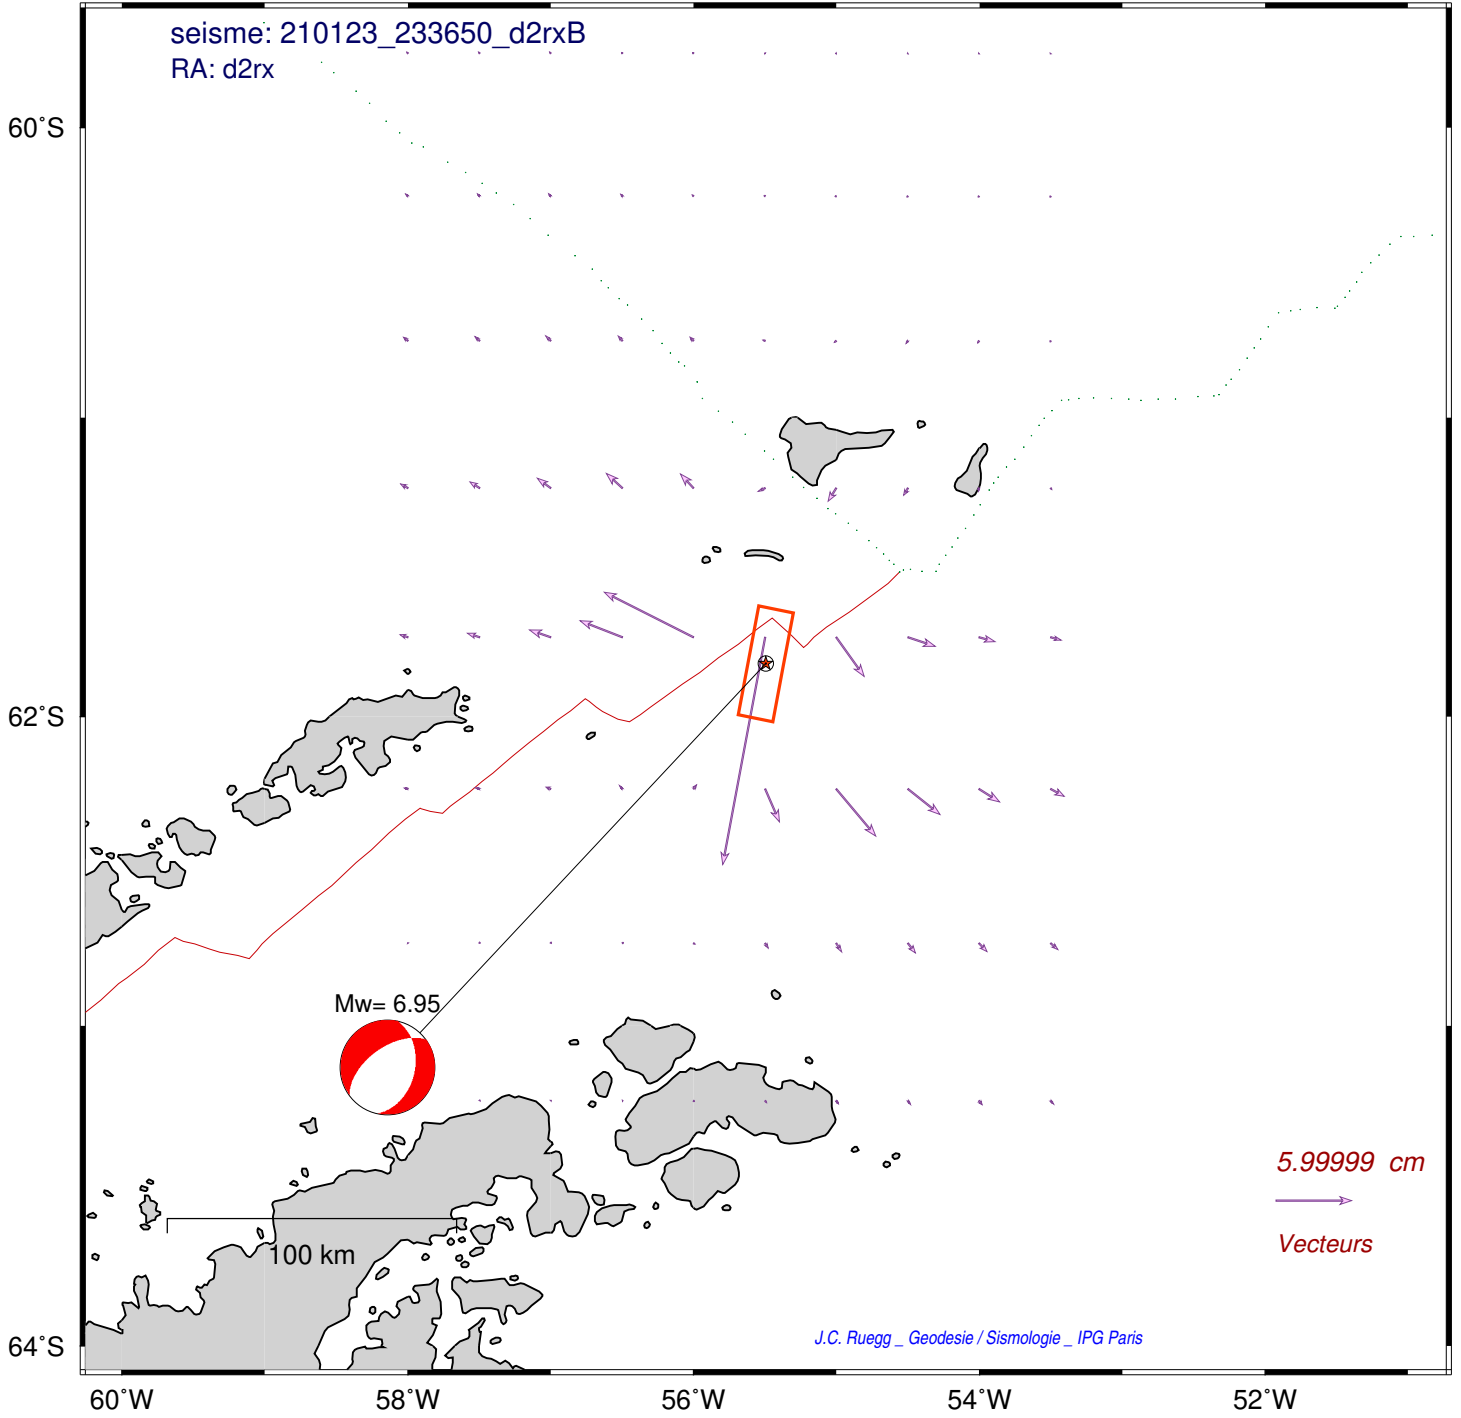 seisme: 210123_233650_d2rxB
RA: d2rx
60°S
62°S
Mw= 6.95
5.99999 cm
100 km
Vecteurs
J.C. Ruegg _ Geodesie / Sismologie _ IPG Paris
64°S
60°W 58°W 56°W 54°W 52°W